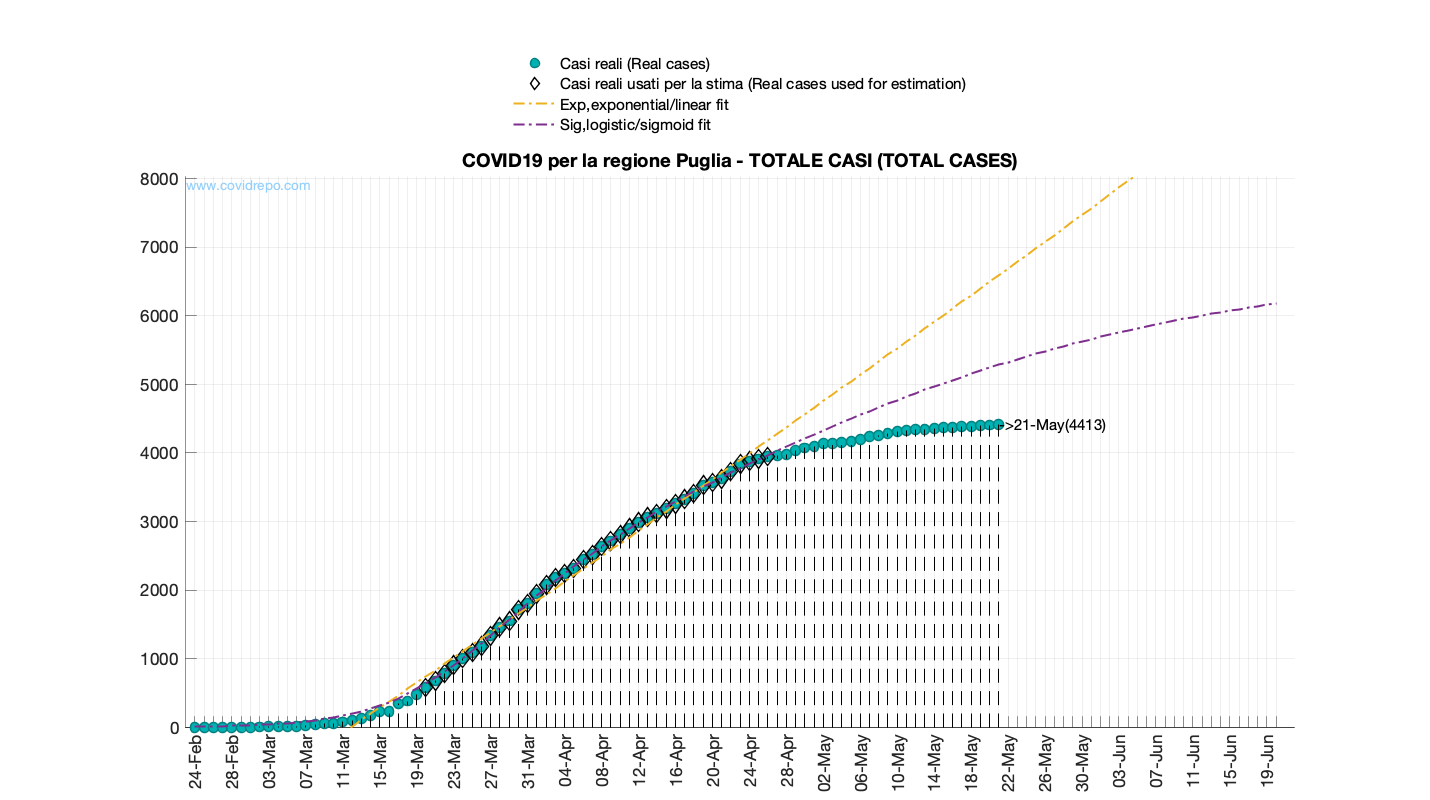 Casi reali (Real cases)
Casi reali usati per la stima (Real cases used for estimation)
Exp,exponential/linear fit
Sig,logistic/sigmoid fit
COVID19 per la regione Puglia - TOTALE CASI (TOTAL CASES)
www.covidrepo.com
8000
7000
6000
5000
4000
3000
2000
1000
0
->21-May(4413)
24-Feb
28-Feb
03-Mar
07-Mar
11-Mar
15-Mar
19-Mar
23-Mar
27-Mar
31-Mar
04-Apr
08-Apr
12-Apr
16-Apr
20-Apr
24-Apr
28-Apr
02-May
06-May
10-May
14-May
18-May
22-May
26-May
30-May
03-Jun
07-Jun
11-Jun
15-Jun
19-Jun